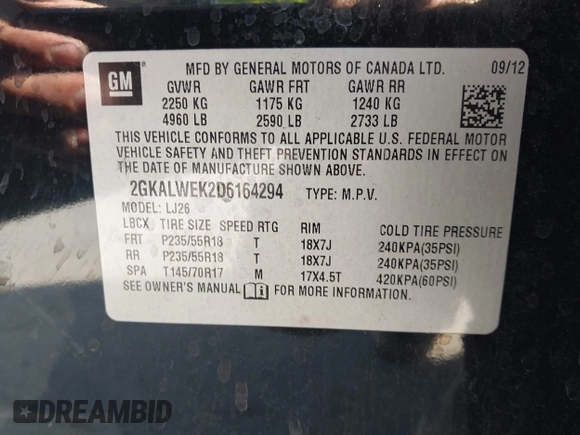 GM
MFD BY GENERAL MOTORS OF CANADA LTD. 09/12
GVWR GAWR FRT GAWR RR
2250 KG 1175 KG 1240 KG
4960 LB 2590 LB 2733 LB
THIS VEHICLE CONFORMS TO ALL APPLICABLE U.S. FEDERAL MOTOR
VEHICLE SAFETY AND THEFT PREVENTION STANDARDS IN EFFECT ON
THE DATE OF MANUFACTURE SHOWN ABOVE.
2GKALWEK2D6164294 TYPE: M.P.V.
MODEL: LJ26
LBCX TIRE SIZE SPEED RTG RIM COLD TIRE PRESSURE
FRT P235/55R18 T 18X7J 240KPA(35PSI)
RR P235/55R18 T 18X7J 240KPA(35PSI)
SPA T145/70R17 M 17X4.5T 420KPA(60PSI)
SEE OWNER'S MANUAL FOR MORE INFORMATION.
DREAMBID